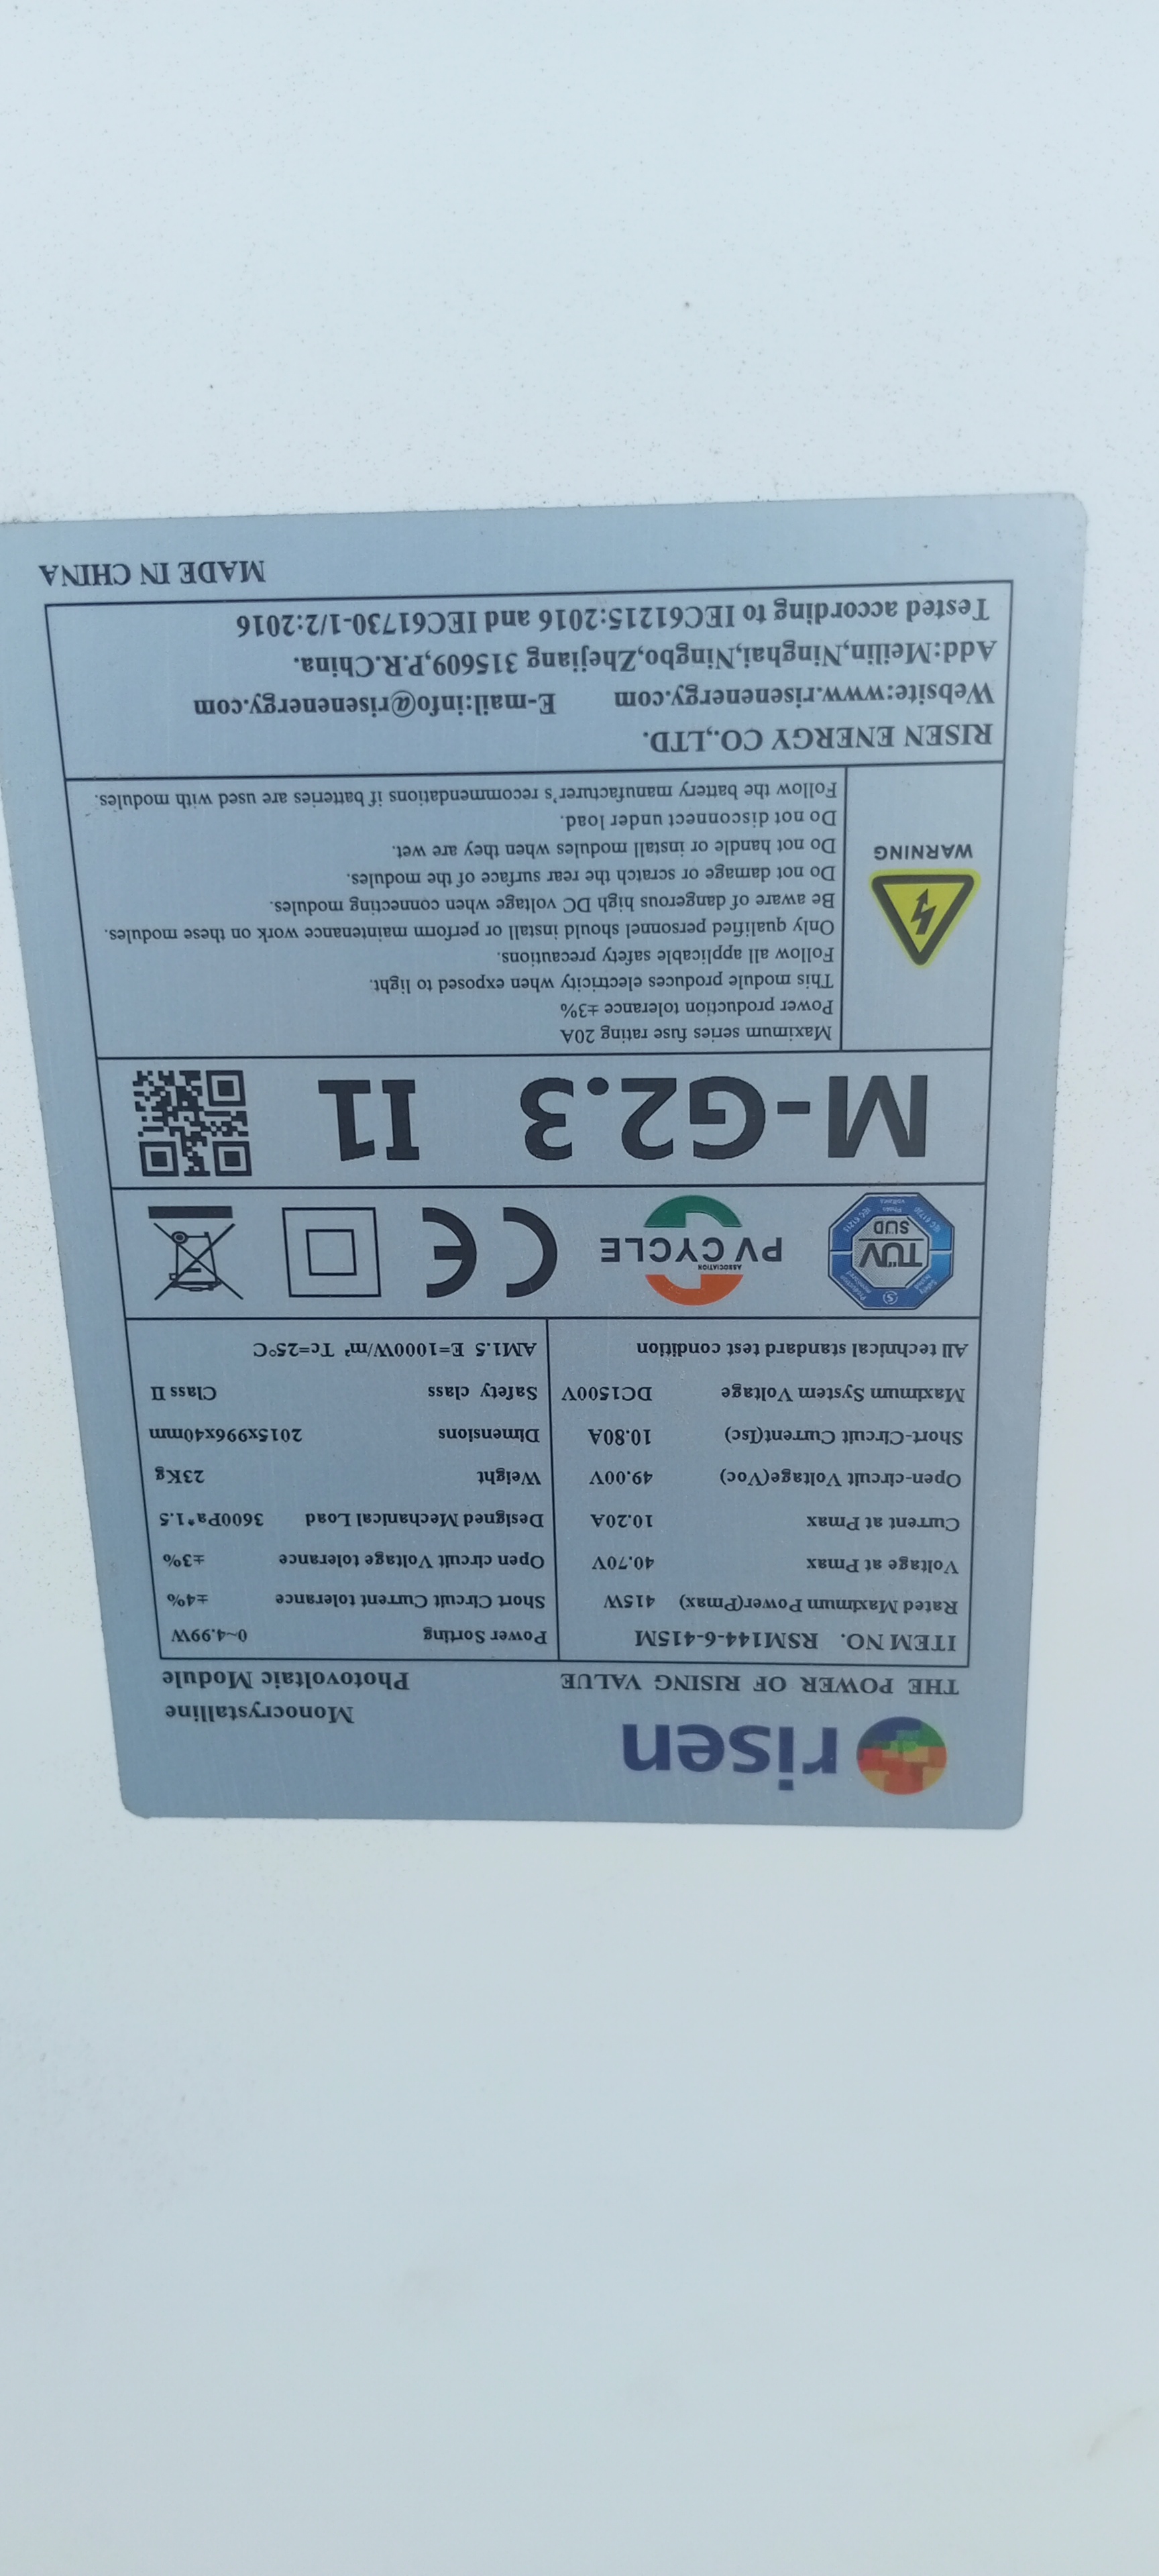 risen
THE POWER OF RISING VALUE
Monocrystalline
Photovoltaic Module
ITEM NO. RSM144-6-415M
Rated Maximum Power(Pmax) 415W
Voltage at Pmax 40.70V
Current at Pmax 10.20A
Open-circuit Voltage(Voc) 49.00V
Short-Circuit Current(Isc) 10.80A
Maximum System Voltage DC1500V
All technical standard test condition
Power Sorting 0~4.99W
Short Circuit Current tolerance ±4%
Open circuit Voltage tolerance ±3%
Designed Mechanical Load 3600Pa*1.5
Weight 23Kg
Dimensions 2015x996x40mm
Safety class Class II
AM1.5 E=1000W/m² Tc=25°C
TÜV
SÜD
ASSOCIATION
PV CYCLE
CE
M-G2.3 I1
WARNING
Maximum series fuse rating 20A
Power production tolerance ±3%
This module produces electricity when exposed to light.
Follow all applicable safety precautions.
Only qualified personnel should install or perform maintenance work on these modules.
Be aware of dangerous high DC voltage when connecting modules.
Do not damage or scratch the rear surface of the modules.
Do not handle or install modules when they are wet.
Do not disconnect under load.
Follow the battery manufacturer's recommendations if batteries are used with modules.
RISEN ENERGY CO.,LTD.
Website:www.risenenergy.com E-mail:info@risenenergy.com
Add:Meilin,Ninghai,Ningbo,Zhejiang 315609,P.R.China.
Tested according to IEC61215:2016 and IEC61730-1/2:2016
MADE IN CHINA